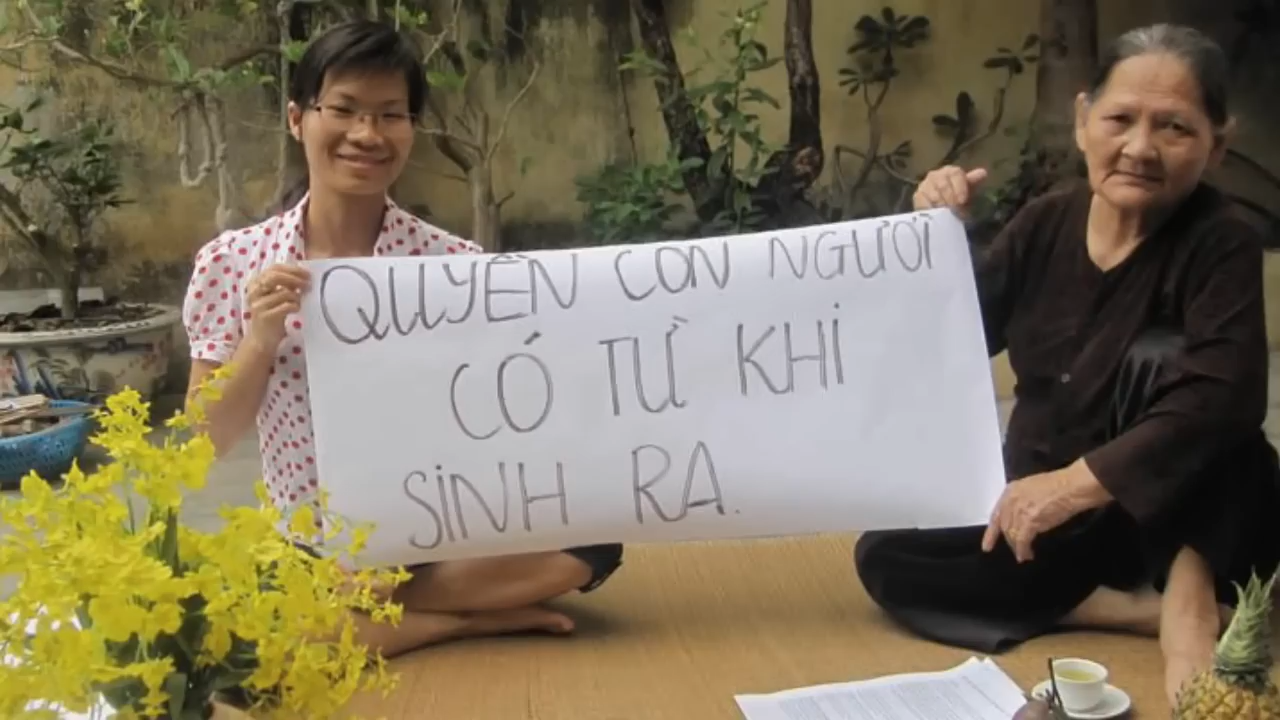 QUYỀN CON NGƯỜI
CÓ TỪ KHI
SINH RA.